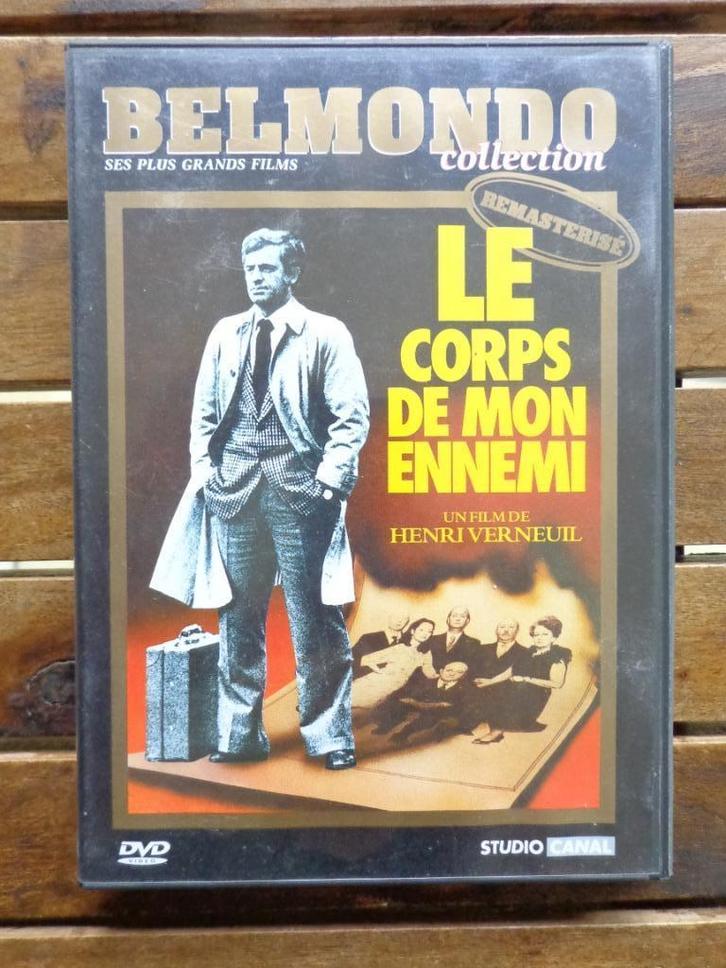 BELMONDO
collection
SES PLUS GRANDS FILMS
REMASTERISÉ
LE
CORPS
DE MON
ENNEMI
UN FILM DE
HENRI VERNEUIL
DVD
VIDEO
STUDIO CANAL